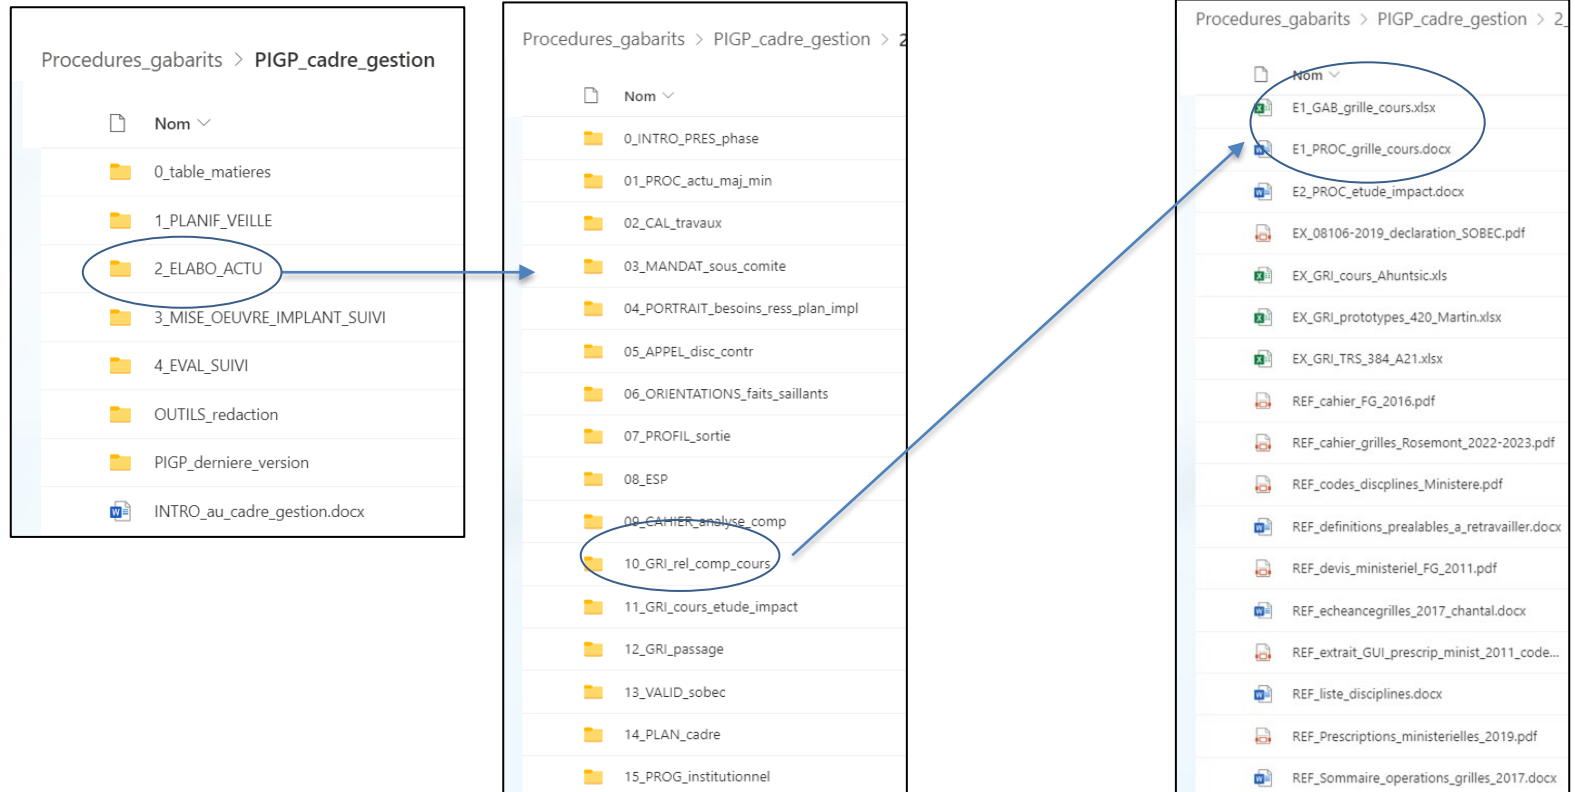 Procedures_gabarits > PIGP_cadre_gestion
Nom
0_table_matieres
1_PLANIF_VEILLE
2_ELABO_ACTU
3_MISE_OEUVRE_IMPLANT_SUIVI
4_EVAL_SUIVI
OUTILS_redaction
PIGP_derniere_version
INTRO_au_cadre_gestion.docx
Procedures_gabarits > PIGP_cadre_gestion > 2
Nom
0_INTRO_PRES_phase
01_PROC_actu_maj_min
02_CAL_travaux
03_MANDAT_sous_comite
04_PORTRAIT_besoins_ress_plan_impl
05_APPEL_disc_contr
06_ORIENTATIONS_faits_saillants
07_PROFIL_sortie
08_ESP
09_CAHIER_analyse_comp
10_GRI_rel_comp_cours
11_GRI_cours_etude_impact
12_GRI_passage
13_VALID_sobec
14_PLAN_cadre
15_PROG_institutionnel
Procedures_gabarits > PIGP_cadre_gestion > 2_
Nom
E1_GAB_grille_cours.xlsx
E1_PROC_grille_cours.docx
E2_PROC_etude_impact.docx
EX_08106-2019_declaration_SOBEC.pdf
EX_GRI_cours_Ahuntsic.xls
EX_GRI_prototypes_420_Martin.xlsx
EX_GRI_TRS_384_A21.xlsx
REF_cahier_FG_2016.pdf
REF_cahier_grilles_Rosemont_2022-2023.pdf
REF_codes_discplines_Ministere.pdf
REF_definitions_prealables_a_retravailler.docx
REF_devis_ministeriel_FG_2011.pdf
REF_echeancegrilles_2017_chantal.docx
REF_extrait_GUI_prescrip_minist_2011_code...
REF_liste_disciplines.docx
REF_Prescriptions_ministerielles_2019.pdf
REF_Sommaire_operations_grilles_2017.docx